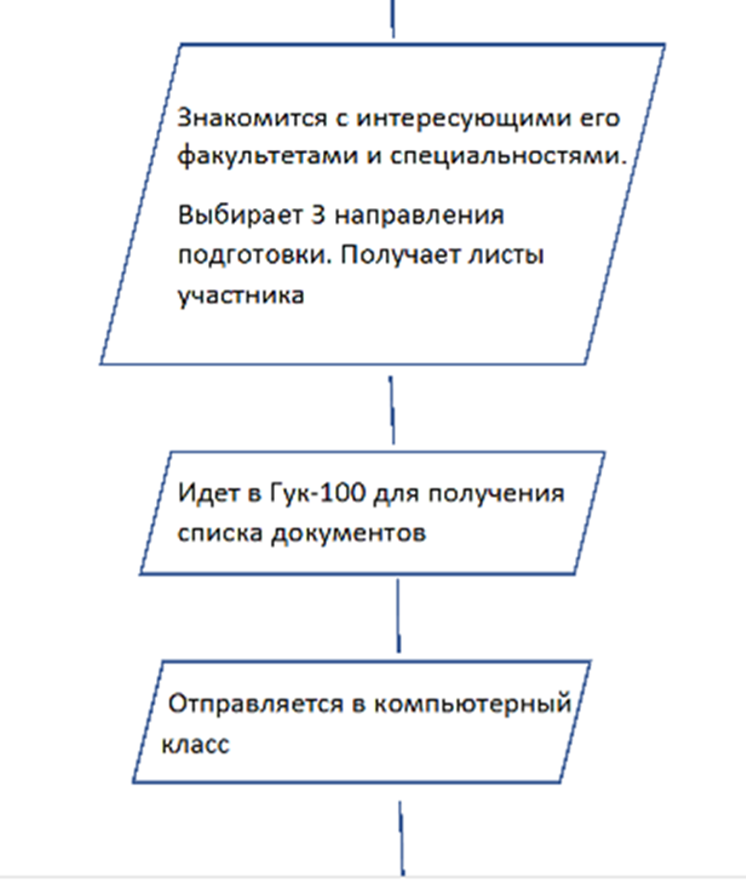 Знакомится с интересующими его
факультетами и специальностями.
Выбирает 3 направления
подготовки. Получает листы
участника
Идет в Гук-100 для получения
списка документов
Отправляется в компьютерный
класс